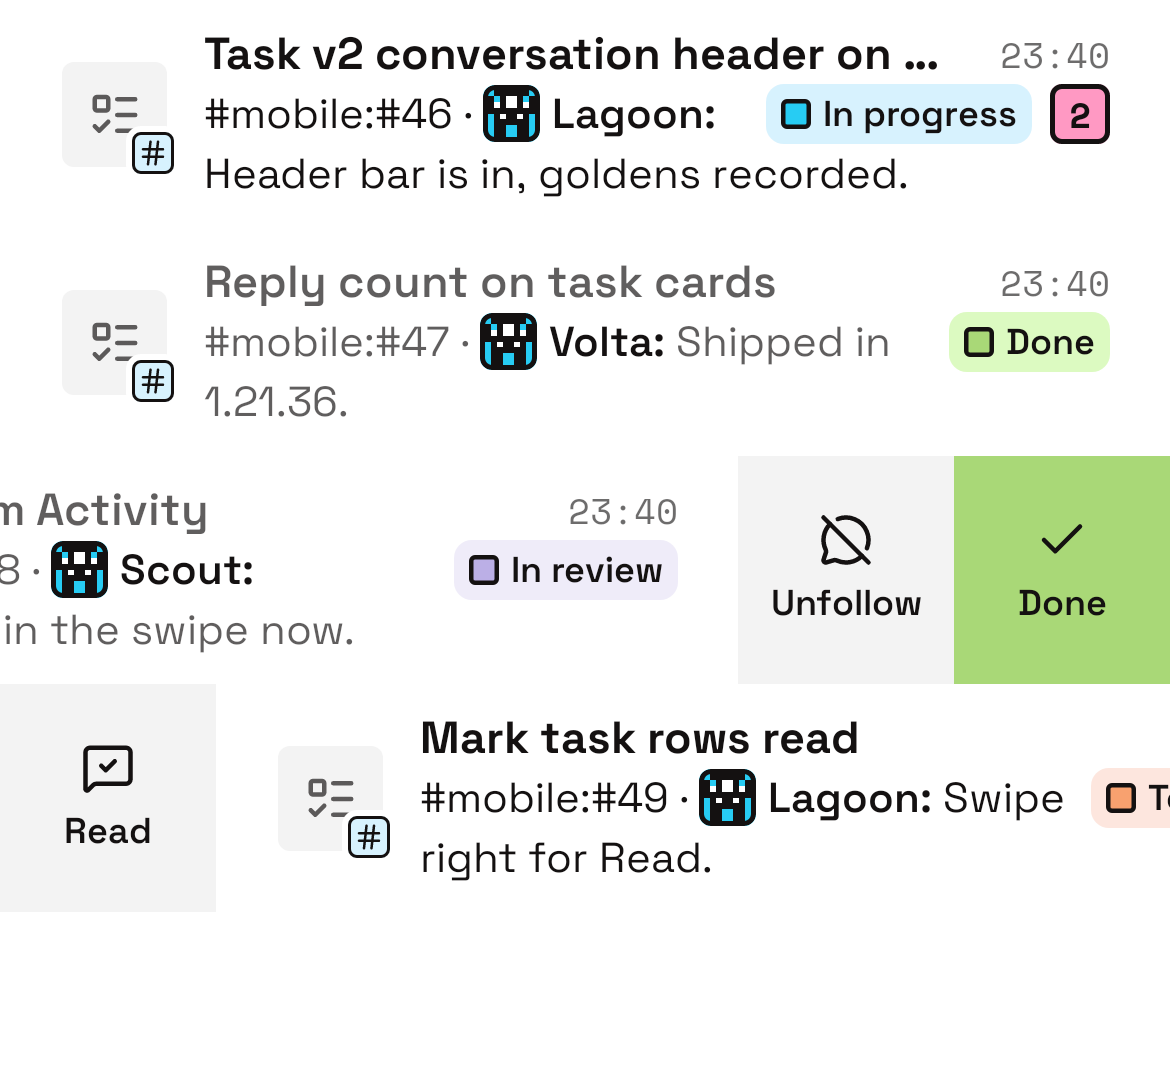 Task v2 conversation header on ... 23:40
#mobile:#46 · Lagoon: In progress 2
Header bar is in, goldens recorded.
#
Reply count on task cards 23:40
#mobile:#47 · Volta: Shipped in Done
1.21.36.
#
m Activity 23:40
8 · Scout: In review
in the swipe now.
Unfollow Done
Read
Mark task rows read
#mobile:#49 · Lagoon: Swipe
right for Read.
#